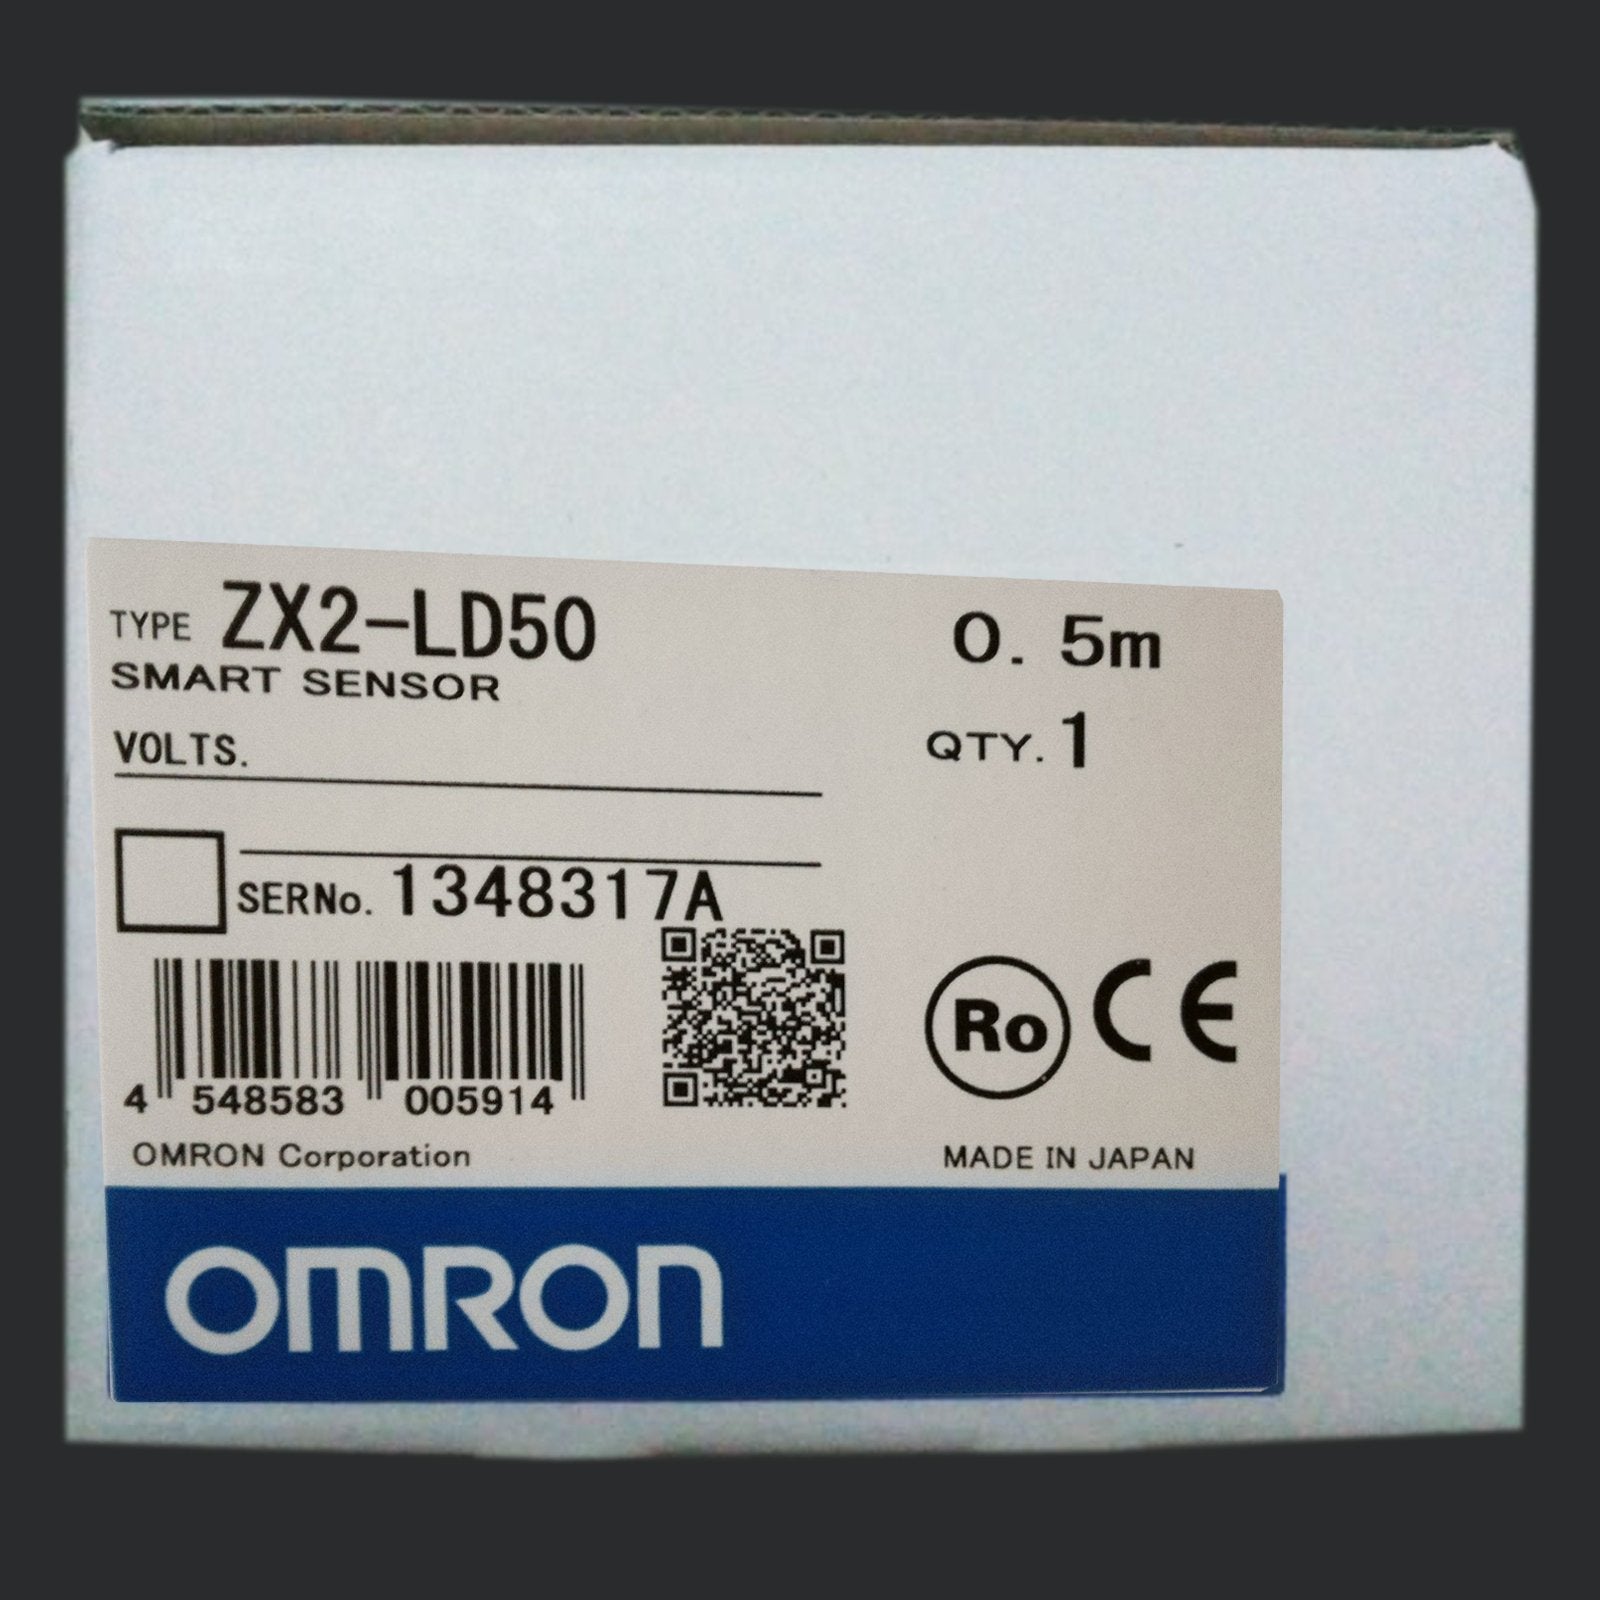 TYPE ZX2-LD50 0. 5m
SMART SENSOR
VOLTS. QTY. 1
SERNo. 1348317A
Ro CE
4 548583 005914
OMRON Corporation MADE IN JAPAN
OMRON